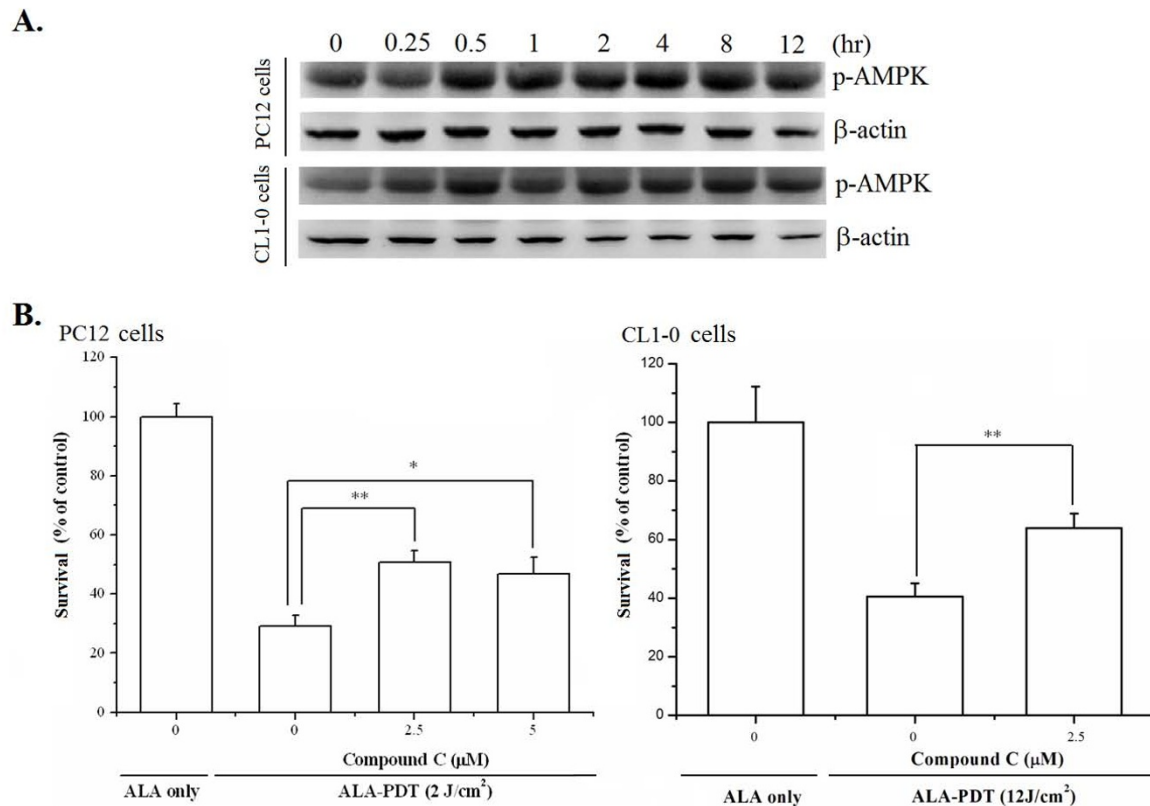 A.
0 0.25 0.5 1 2 4 8 12 (hr)
PC12 cells
p-AMPK
β-actin
CL1-0 cells
p-AMPK
β-actin
B.
PC12 cells
120
100
80
60
40
20
0
Survival (% of control)
*
**
0 0 2.5 5
Compound C (μM)
ALA only ALA-PDT (2 J/cm²)
CL1-0 cells
120
100
80
60
40
20
0
Survival (% of control)
**
0 0 2.5
Compound C (μM)
ALA only ALA-PDT (12J/cm²)